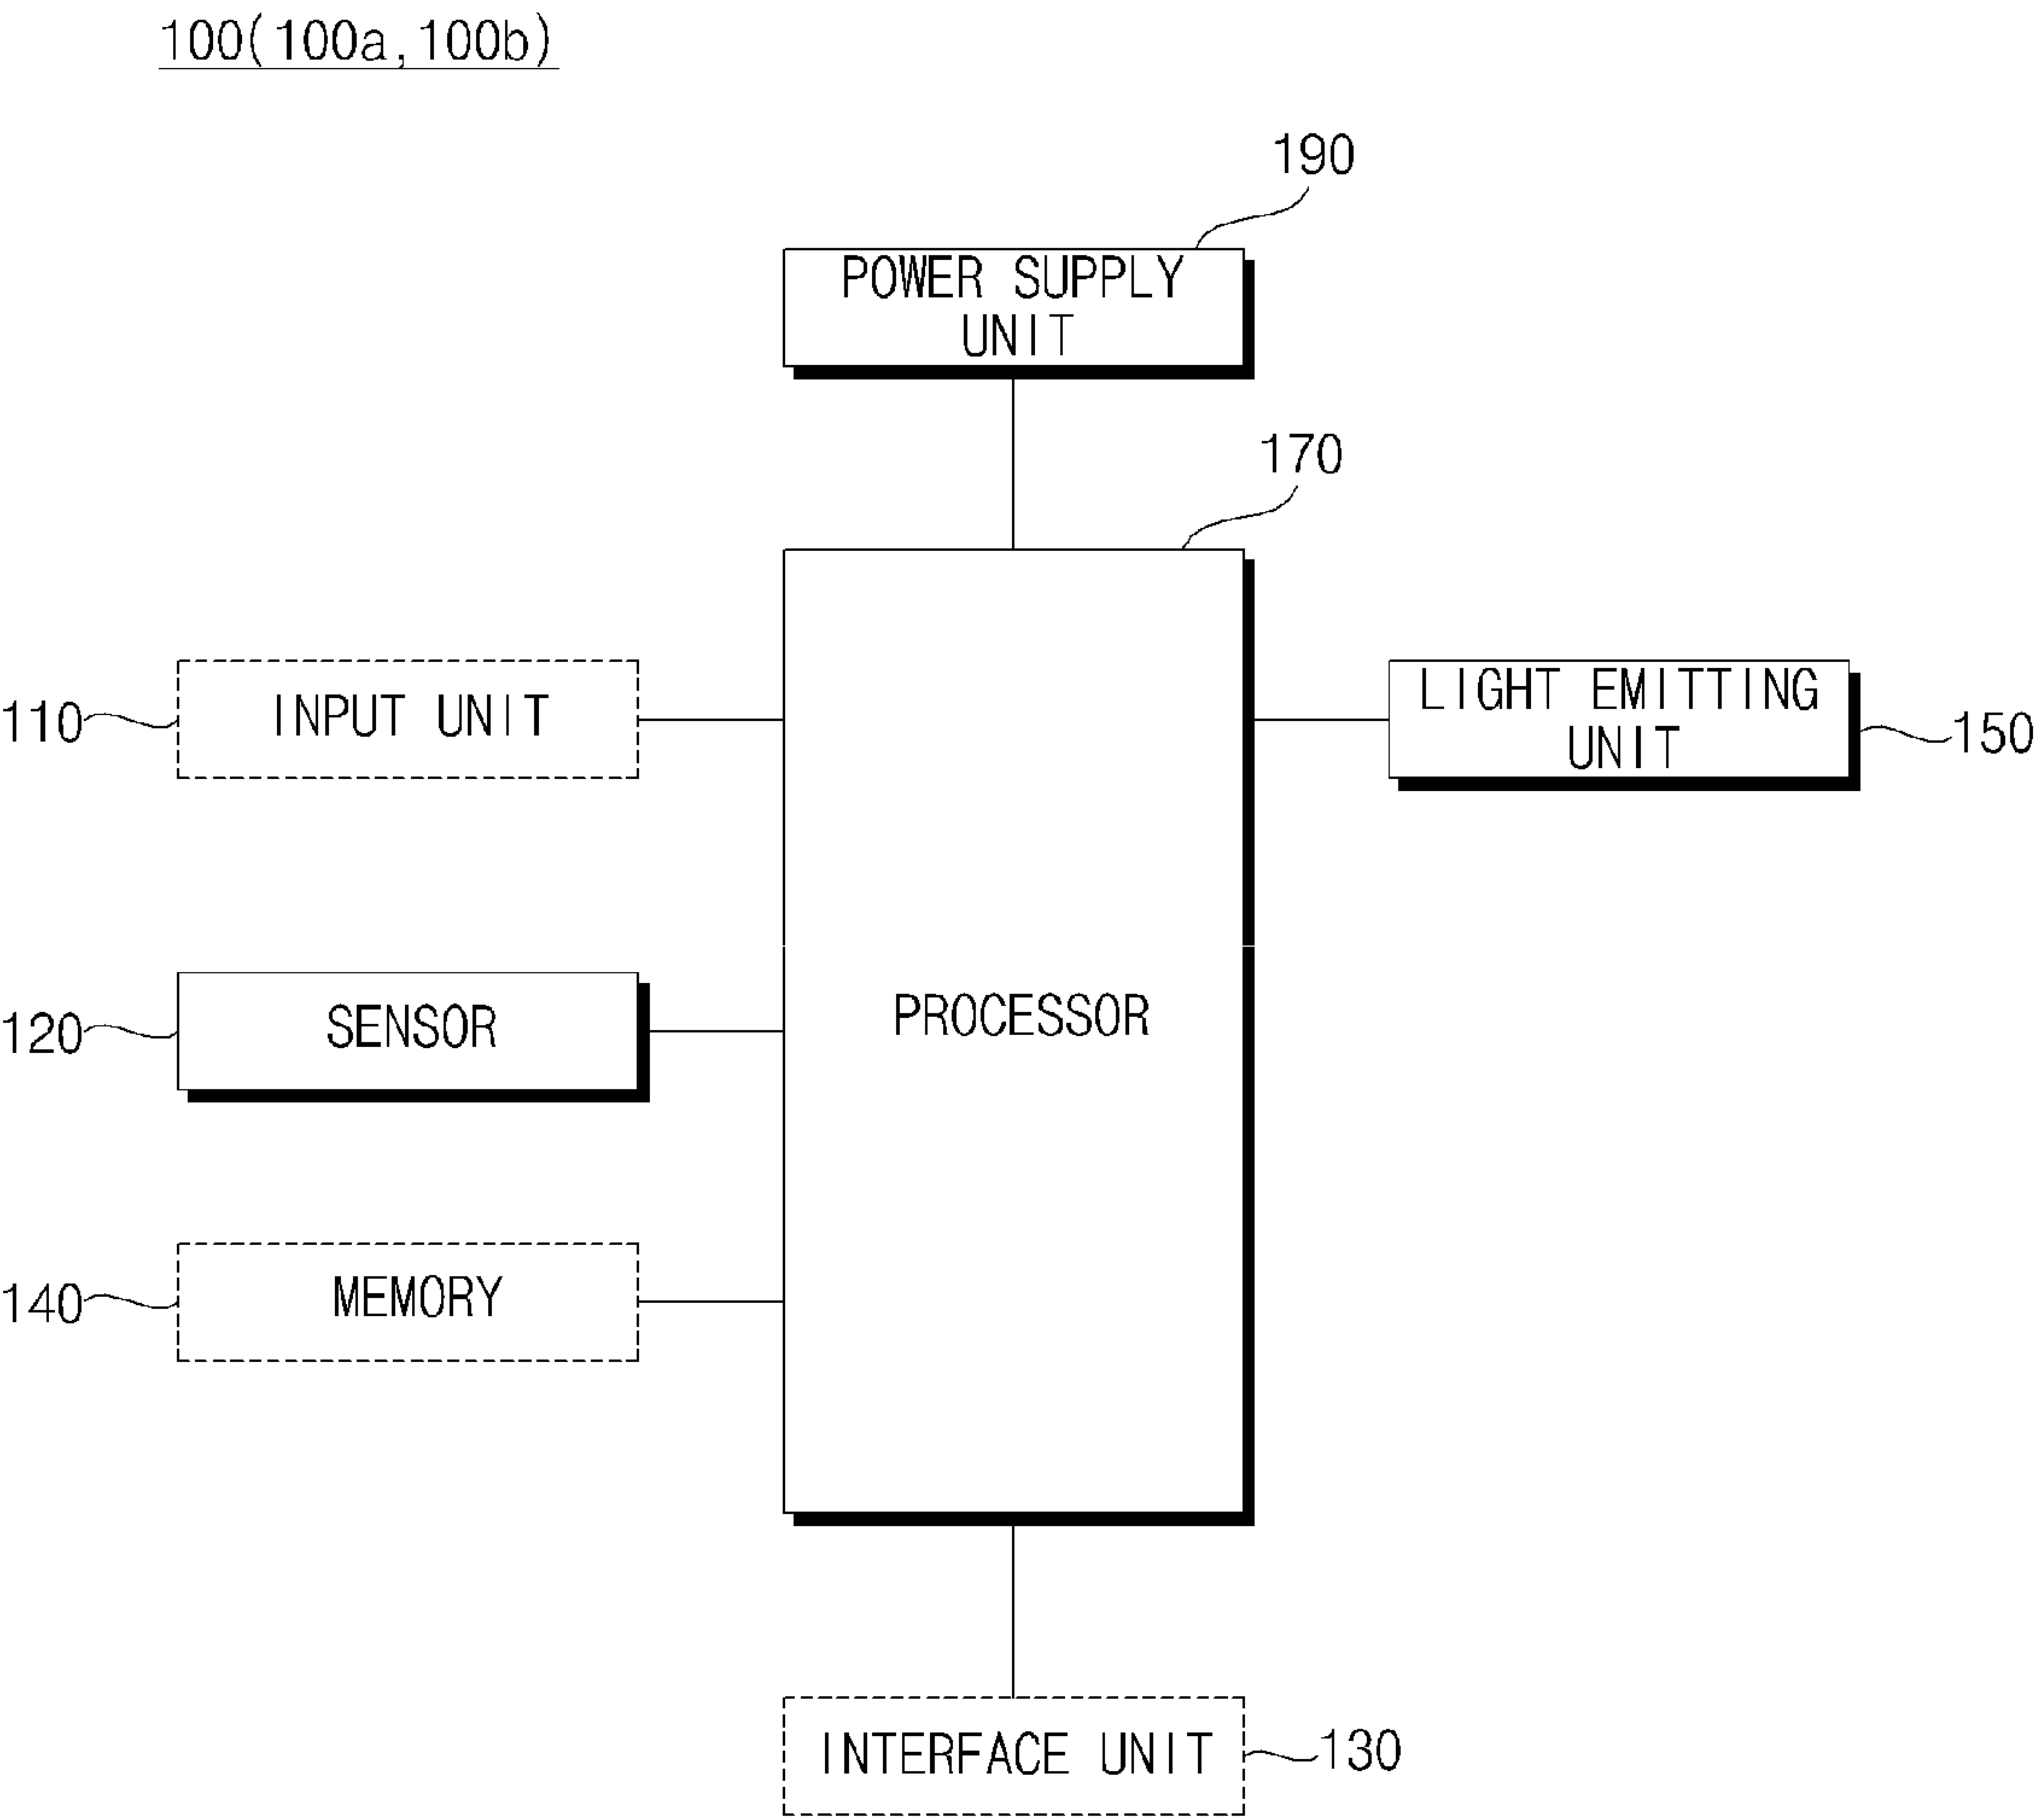 100(100a,100b)
190
POWER SUPPLY
UNIT
170
110
INPUT UNIT
LIGHT EMITTING
UNIT
150
120
SENSOR
PROCESSOR
140
MEMORY
INTERFACE UNIT
130